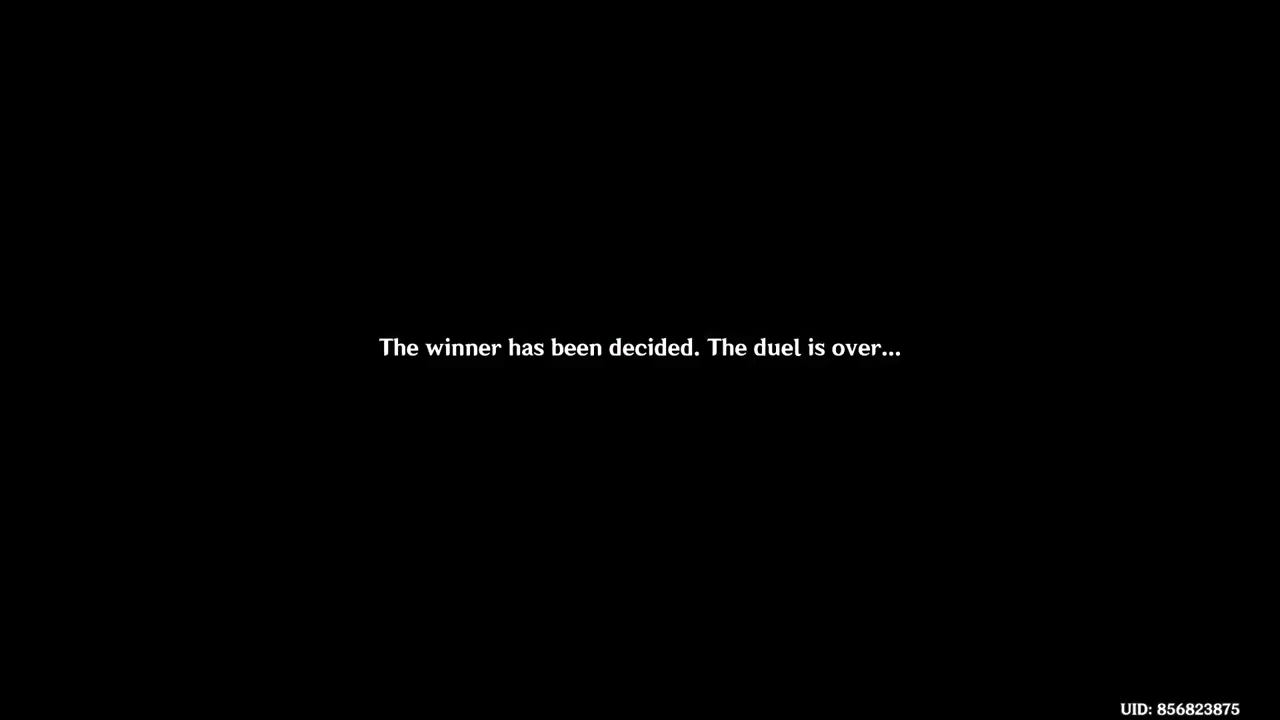 The winner has been decided. The duel is over...
UID: 856823875